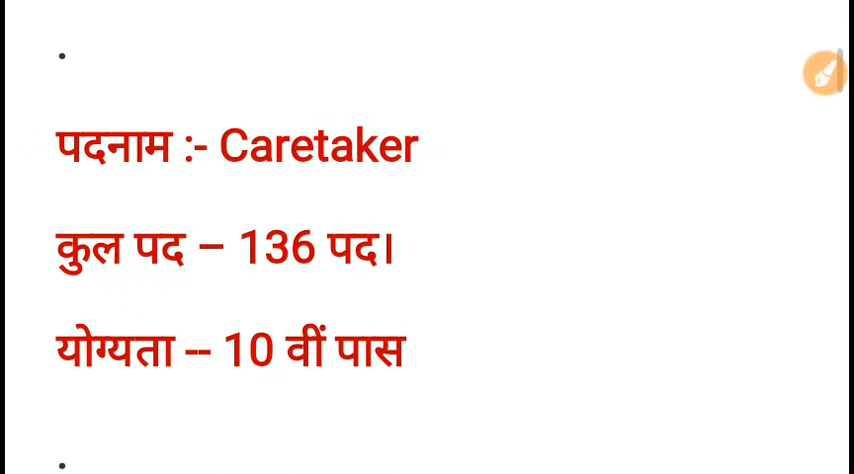 .
पदनाम :- Caretaker
कुल पद – 136 पद।
योग्यता -- 10 वीं पास
.